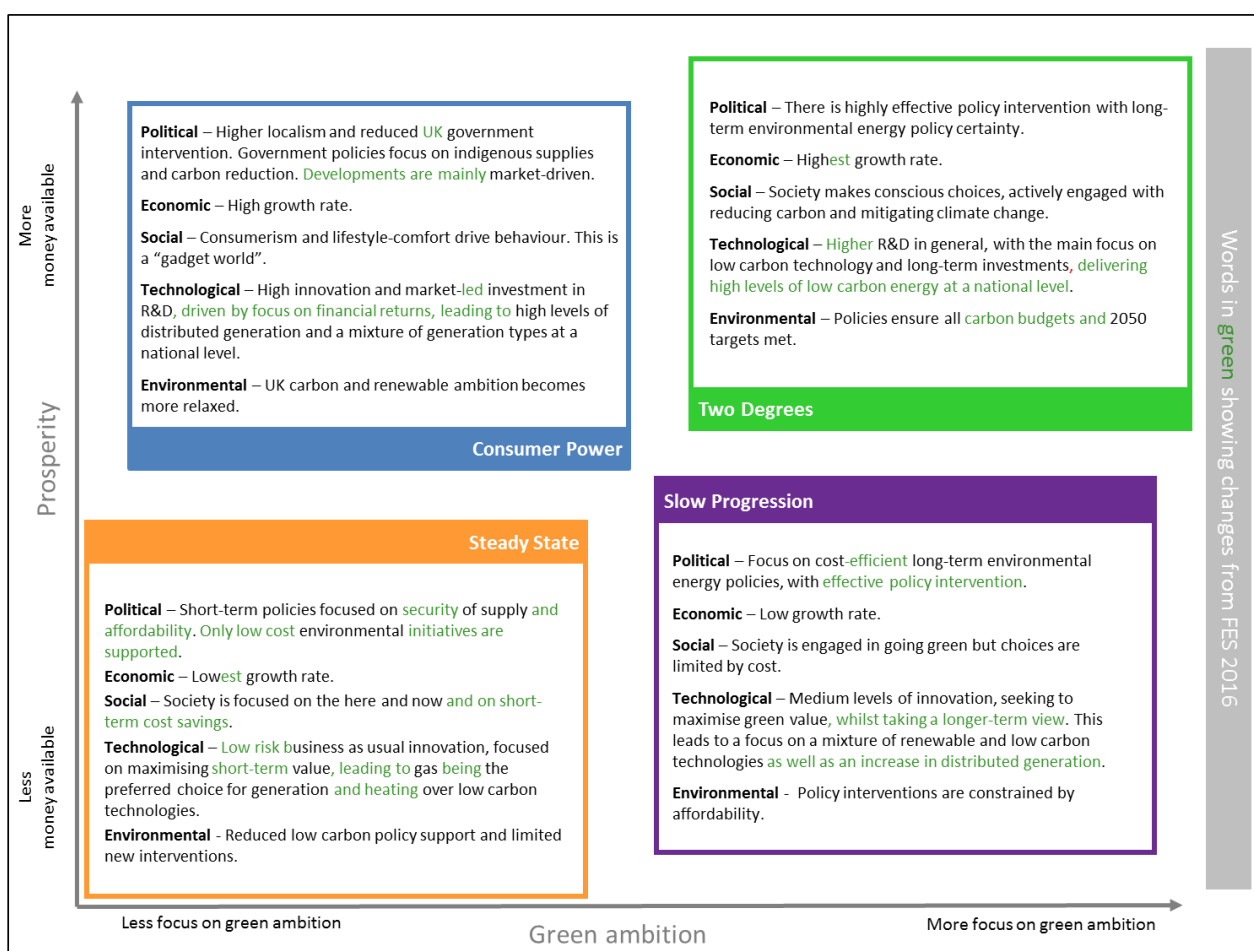 More
money available
Prosperity
Less
money available
Political – Higher localism and reduced UK government
intervention. Government policies focus on indigenous supplies
and carbon reduction. Developments are mainly market-driven.
Economic – High growth rate.
Social – Consumerism and lifestyle-comfort drive behaviour. This is
a “gadget world”.
Technological – High innovation and market-led investment in
R&D, driven by focus on financial returns, leading to high levels of
distributed generation and a mixture of generation types at a
national level.
Environmental – UK carbon and renewable ambition becomes
more relaxed.
Consumer Power
Political – There is highly effective policy intervention with long-
term environmental energy policy certainty.
Economic – Highest growth rate.
Social – Society makes conscious choices, actively engaged with
reducing carbon and mitigating climate change.
Technological – Higher R&D in general, with the main focus on
low carbon technology and long-term investments, delivering
high levels of low carbon energy at a national level.
Environmental – Policies ensure all carbon budgets and 2050
targets met.
Two Degrees
Steady State
Political – Short-term policies focused on security of supply and
affordability. Only low cost environmental initiatives are
supported.
Economic – Lowest growth rate.
Social – Society is focused on the here and now and on short-
term cost savings.
Technological – Low risk business as usual innovation, focused
on maximising short-term value, leading to gas being the
preferred choice for generation and heating over low carbon
technologies.
Environmental - Reduced low carbon policy support and limited
new interventions.
Slow Progression
Political – Focus on cost-efficient long-term environmental
energy policies, with effective policy intervention.
Economic – Low growth rate.
Social – Society is engaged in going green but choices are
limited by cost.
Technological – Medium levels of innovation, seeking to
maximise green value, whilst taking a longer-term view. This
leads to a focus on a mixture of renewable and low carbon
technologies as well as an increase in distributed generation.
Environmental - Policy interventions are constrained by
affordability.
Less focus on green ambition
Green ambition
More focus on green ambition
Words in green showing changes from FES 2016